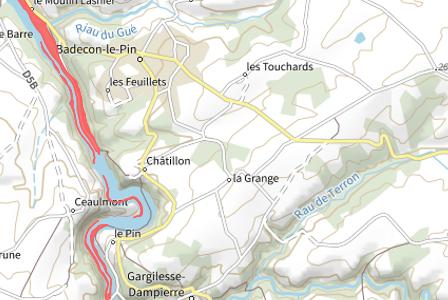 le Moulin Lasnier
Riau du Gué
Barre
Badecon-le-Pin
les Touchards
D5B
les Feuillets
Châtillon
la Grange
Rau de Terron
Ceaulmont
le Pin
Gargilesse-
Dampierre